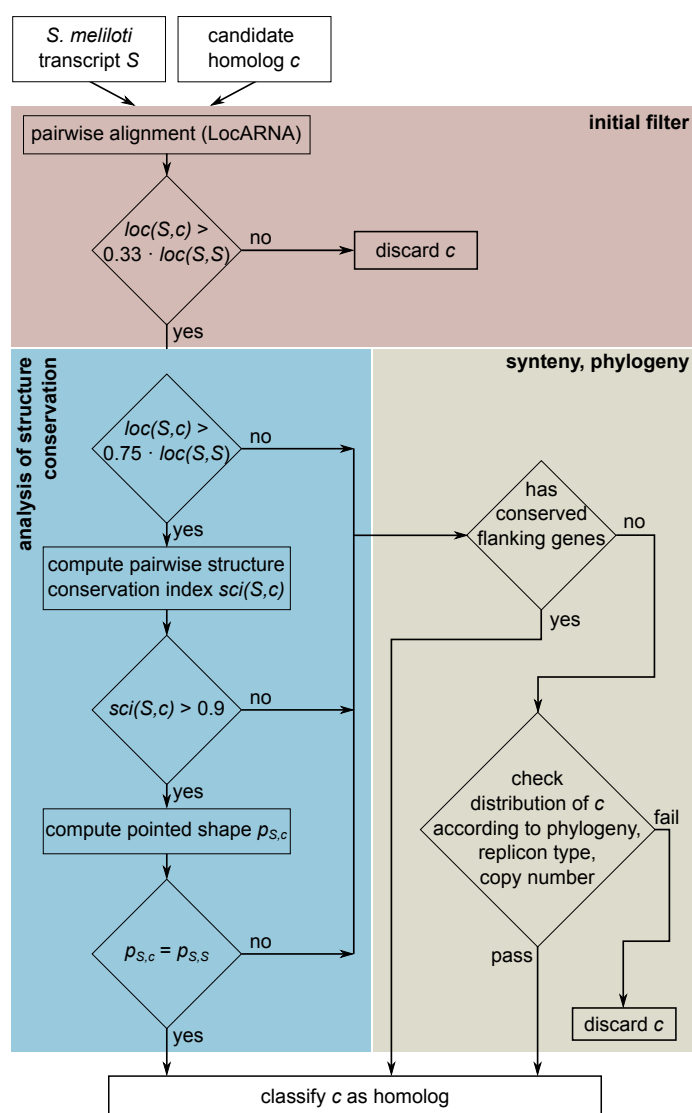 S. meliloti
transcript S
candidate
homolog c
initial filter
pairwise alignment (LocARNA)
loc(S,c) >
0.33 · loc(S,S)
no
discard c
yes
analysis of structure
conservation
synteny, phylogeny
loc(S,c) >
0.75 · loc(S,S)
no
yes
compute pairwise structure
conservation index sci(S,c)
sci(S,c) > 0.9
no
yes
compute pointed shape pS,c
pS,c = pS,S
no
yes
has
conserved
flanking genes
no
yes
check
distribution of c
according to phylogeny,
replicon type,
copy number
fail
pass
discard c
classify c as homolog